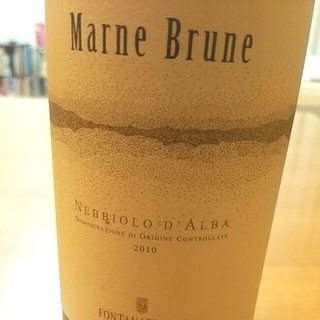 Marne Brune
NEBBIOLO D'ALBA
DENOMINAZIONE DI ORIGINE CONTROLLATA
2010